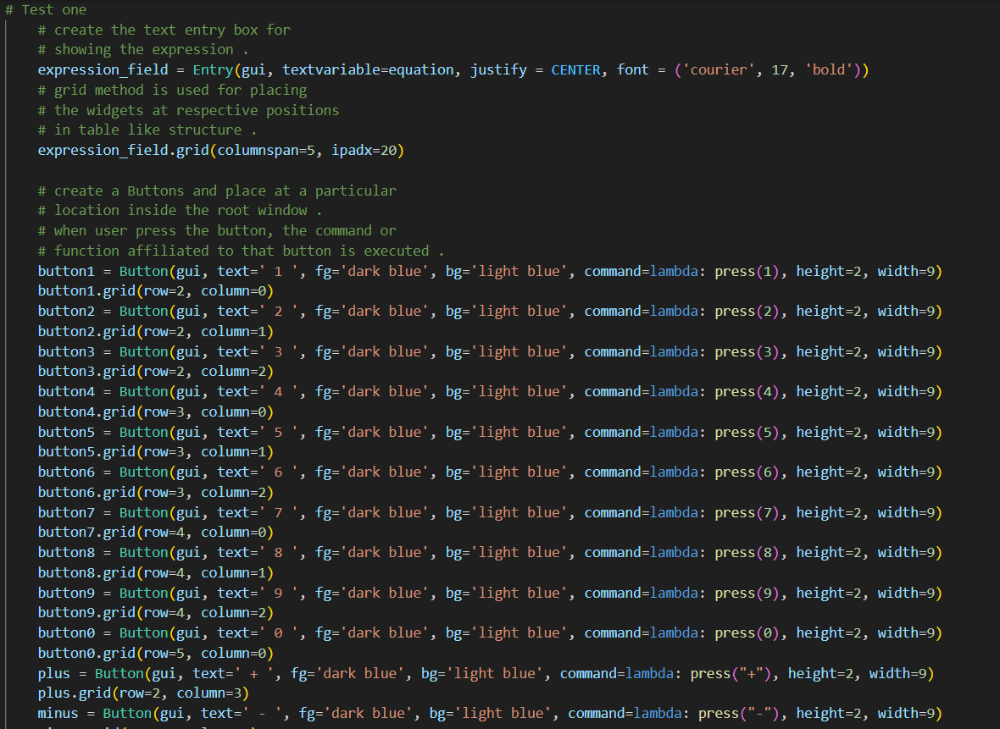 # Test one
# create the text entry box for
# showing the expression .
expression_field = Entry(gui, textvariable=equation, justify = CENTER, font = ('courier', 17, 'bold'))
# grid method is used for placing
# the widgets at respective positions
# in table like structure .
expression_field.grid(columnspan=5, ipadx=20)
# create a Buttons and place at a particular
# location inside the root window .
# when user press the button, the command or
# function affiliated to that button is executed .
button1 = Button(gui, text=' 1 ', fg='dark blue', bg='light blue', command=lambda: press(1), height=2, width=9)
button1.grid(row=2, column=0)
button2 = Button(gui, text=' 2 ', fg='dark blue', bg='light blue', command=lambda: press(2), height=2, width=9)
button2.grid(row=2, column=1)
button3 = Button(gui, text=' 3 ', fg='dark blue', bg='light blue', command=lambda: press(3), height=2, width=9)
button3.grid(row=2, column=2)
button4 = Button(gui, text=' 4 ', fg='dark blue', bg='light blue', command=lambda: press(4), height=2, width=9)
button4.grid(row=3, column=0)
button5 = Button(gui, text=' 5 ', fg='dark blue', bg='light blue', command=lambda: press(5), height=2, width=9)
button5.grid(row=3, column=1)
button6 = Button(gui, text=' 6 ', fg='dark blue', bg='light blue', command=lambda: press(6), height=2, width=9)
button6.grid(row=3, column=2)
button7 = Button(gui, text=' 7 ', fg='dark blue', bg='light blue', command=lambda: press(7), height=2, width=9)
button7.grid(row=4, column=0)
button8 = Button(gui, text=' 8 ', fg='dark blue', bg='light blue', command=lambda: press(8), height=2, width=9)
button8.grid(row=4, column=1)
button9 = Button(gui, text=' 9 ', fg='dark blue', bg='light blue', command=lambda: press(9), height=2, width=9)
button9.grid(row=4, column=2)
button0 = Button(gui, text=' 0 ', fg='dark blue', bg='light blue', command=lambda: press(0), height=2, width=9)
button0.grid(row=5, column=0)
plus = Button(gui, text=' + ', fg='dark blue', bg='light blue', command=lambda: press("+"), height=2, width=9)
plus.grid(row=2, column=3)
minus = Button(gui, text=' - ', fg='dark blue', bg='light blue', command=lambda: press("-"), height=2, width=9)